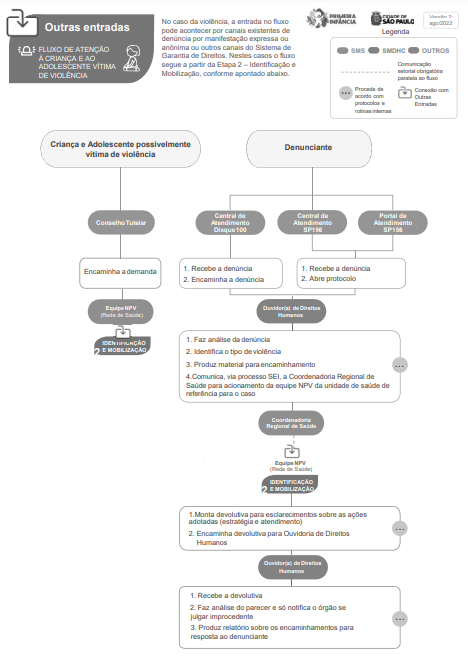 Outras entradas
FLUXO DE ATENÇÃO
À CRIANÇA E AO
ADOLESCENTE VÍTIMA
DE VIOLÊNCIA
No caso da violência, a entrada no fluxo
pode acontecer por canais existentes de
denúncia por manifestação expressa ou
anônima ou outros canais do Sistema de
Garantia de Direitos. Nestes casos o fluxo
segue a partir da Etapa 2 – Identificação e
Mobilização, conforme apontado abaixo.
PRIMEIRA
INFÂNCIA
CIDADE DE
SÃO PAULO
Versão 3:
ago/2022
Legenda
SMS SMDHC OUTROS
Comunicação
setorial obrigatória
paralela ao fluxo
Procede de
acordo com
protocolos e
rotinas internas
Conexão com
Outras
Entradas
Criança e Adolescente possivelmente
vítima de violência
Denunciante
Conselho Tutelar
Central de
Atendimento
Disque 100
Central de
Atendimento
SP156
Portal de
Atendimento
SP156
Encaminha a demanda
1. Recebe a denúncia
2. Encaminha a denúncia
1. Recebe a denúncia
2. Abre protocolo
Equipe NPV
(Rede de Saúde)
2 IDENTIFICAÇÃO
E MOBILIZAÇÃO
Ouvidor(a) de Direitos
Humanos
1. Faz análise da denúncia
2. Identifica o tipo de violência
3. Produz material para encaminhamento
4.Comunica, via processo SEI, a Coordenadoria Regional de
Saúde para acionamento da equipe NPV da unidade de saúde de
referência para o caso
Coordenadoria
Regional de Saúde
Equipe NPV
(Rede de Saúde)
2 IDENTIFICAÇÃO
E MOBILIZAÇÃO
1.Monta devolutiva para esclarecimentos sobre as ações
adotadas (estratégia e atendimento)
2. Encaminha devolutiva para Ouvidoria de Direitos
Humanos
Ouvidor(a) de Direitos
Humanos
1. Recebe a devolutiva
2. Faz análise do parecer e só notifica o órgão se
julgar improcedente
3. Produz relatório sobre os encaminhamentos para
resposta ao denunciante